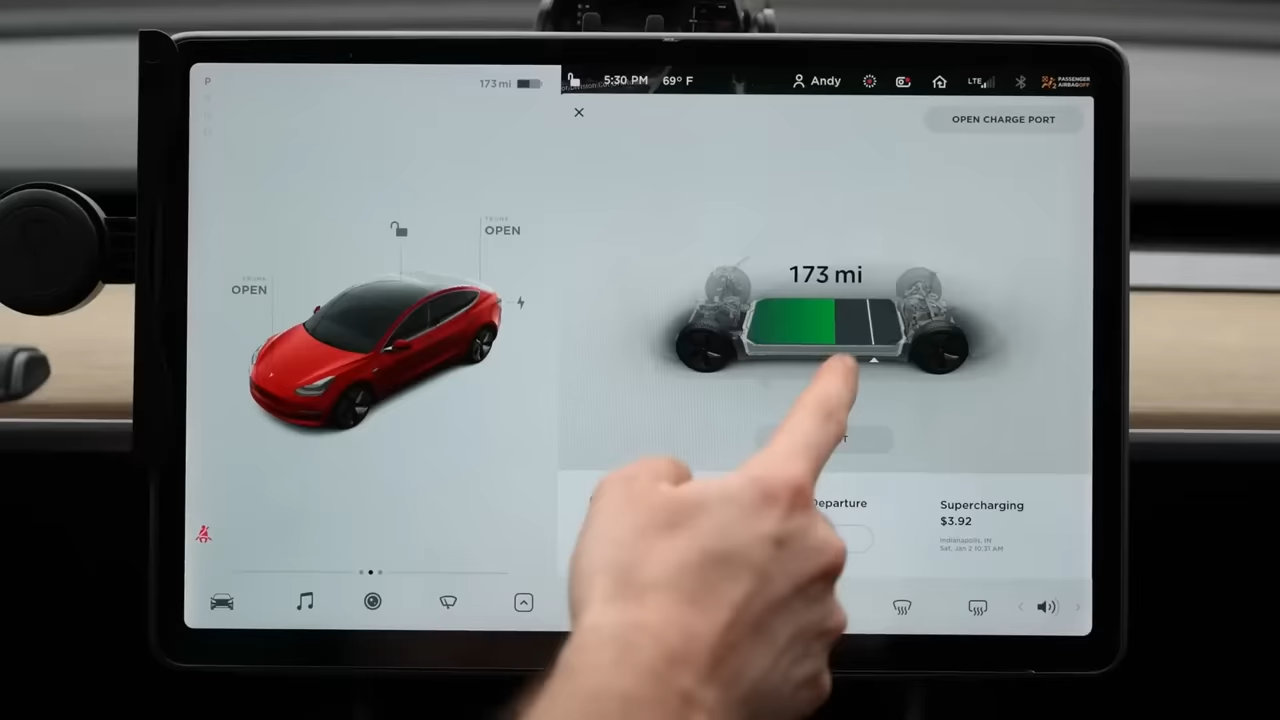 P
173 mi
5:30 PM 69° F
Andy
LTE
PASSENGER
AIRBAG OFF
OPEN CHARGE PORT
TRUNK
OPEN
OPEN
173 mi
Departure
Supercharging
$3.92
Indianapolis, IN
Sat, Jan 2 10:31 AM